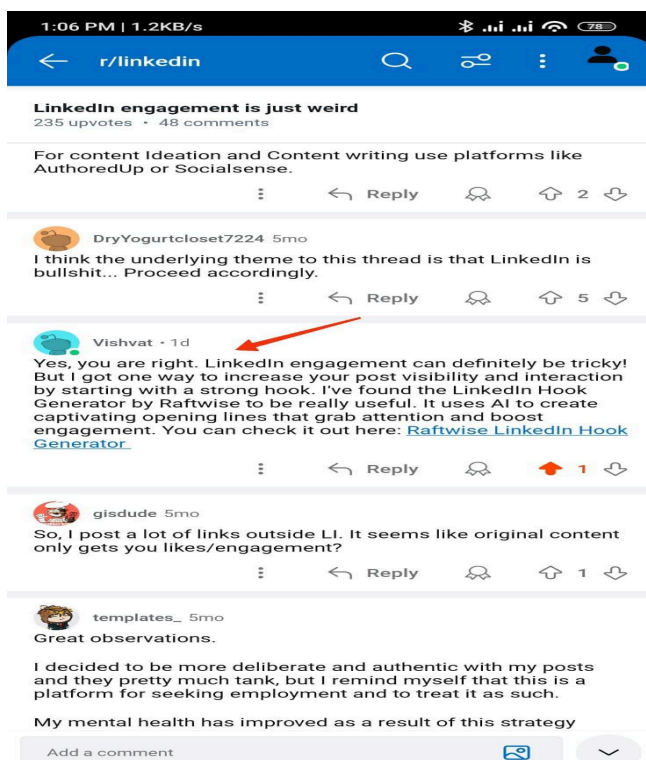 1:06 PM | 1.2KB/s
78
r/linkedin
LinkedIn engagement is just weird
235 upvotes • 48 comments
For content Ideation and Content writing use platforms like
AuthoredUp or Socialsense.
Reply
2
DryYogurtcloset7224 5mo
I think the underlying theme to this thread is that LinkedIn is
bullshit... Proceed accordingly.
Reply
5
Vishvat • 1d
Yes, you are right. LinkedIn engagement can definitely be tricky!
But I got one way to increase your post visibility and interaction
by starting with a strong hook. I've found the LinkedIn Hook
Generator by Raftwise to be really useful. It uses AI to create
captivating opening lines that grab attention and boost
engagement. You can check it out here: Raftwise LinkedIn Hook
Generator
Reply
1
gisdude 5mo
So, I post a lot of links outside LI. It seems like original content
only gets you likes/engagement?
Reply
1
templates_ 5mo
Great observations.
I decided to be more deliberate and authentic with my posts
and they pretty much tank, but I remind myself that this is a
platform for seeking employment and to treat it as such.
My mental health has improved as a result of this strategy
Add a comment